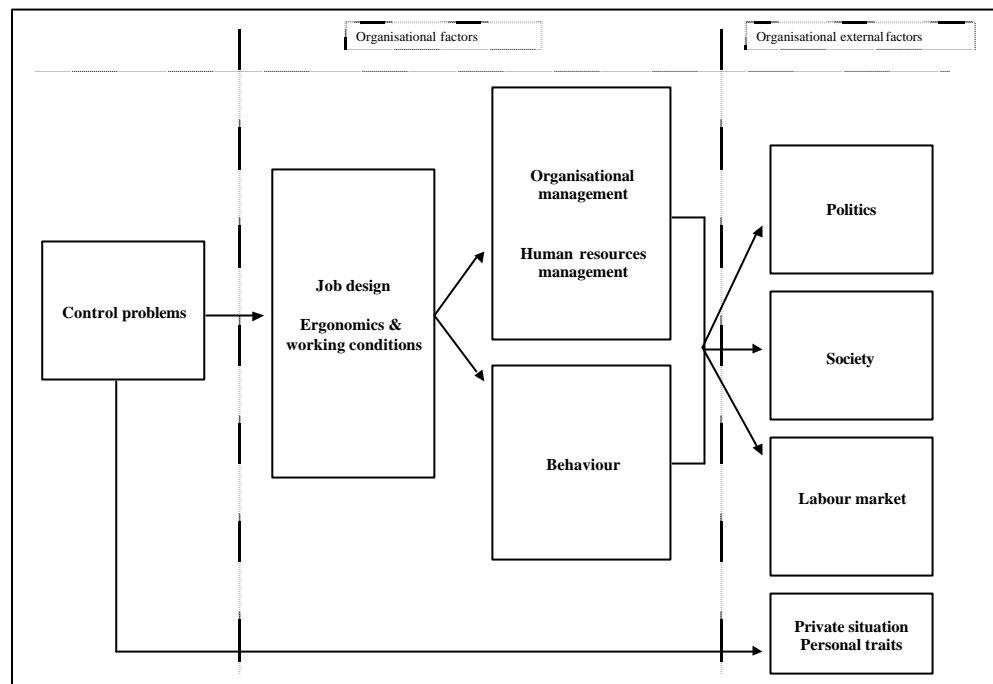 Organisational factors
Organisational external factors
Control problems
Job design
Ergonomics &
working conditions
Organisational
management
Human resources
management
Behaviour
Politics
Society
Labour market
Private situation
Personal traits